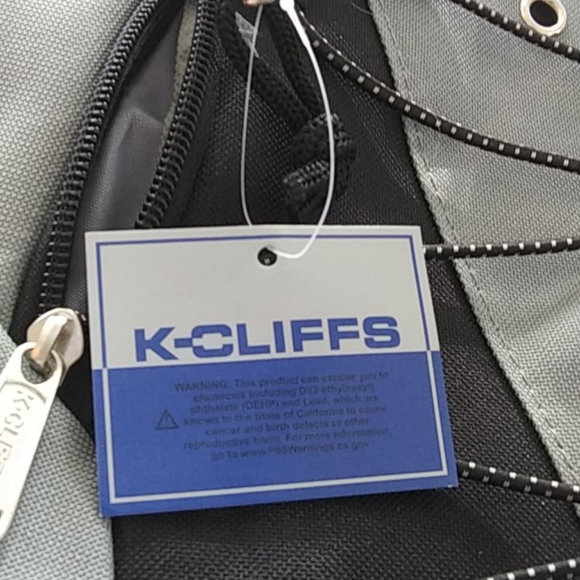 K-CLIFFS
WARNING: This product can expose you to
chemicals including Di(2-ethylhexyl)
phthalate (DEHP) and Lead, which are
known to the State of California to cause
cancer and birth defects or other
reproductive harm. For more information
go to www.P65Warnings.ca.gov
K-CLIFF